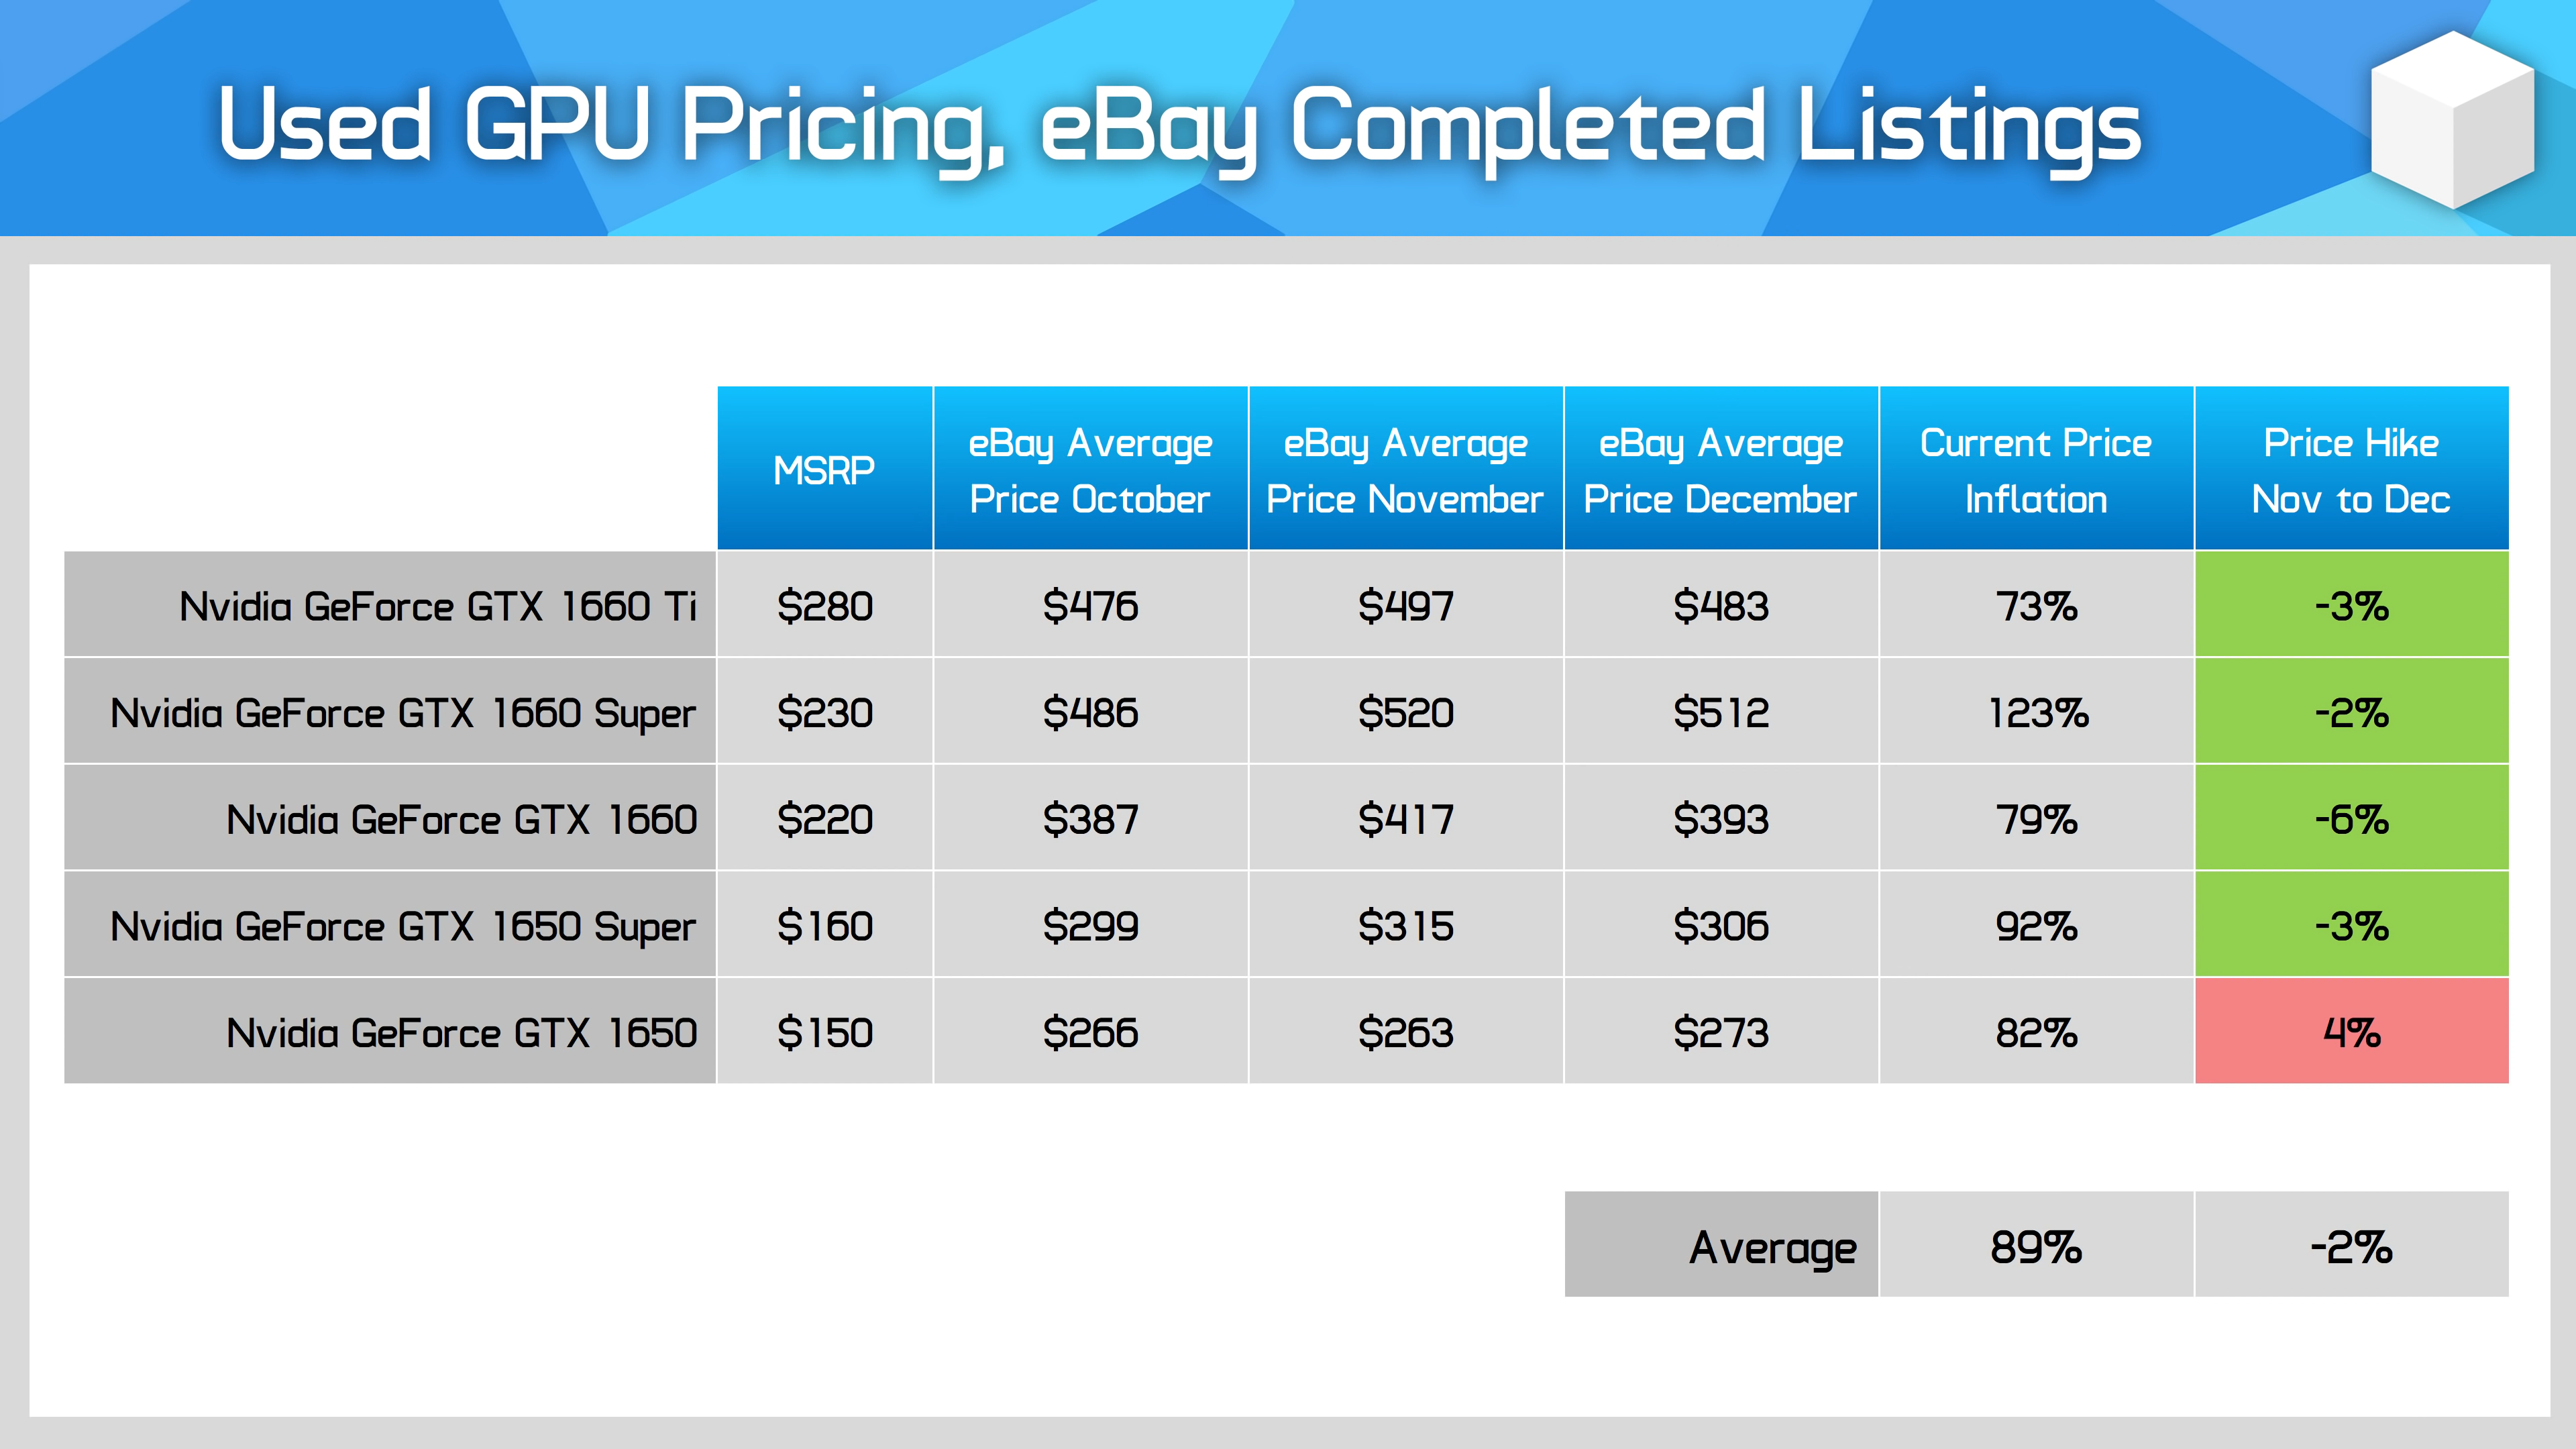 Used GPU Pricing, eBay Completed Listings
MSRP
eBay Average
Price October
eBay Average
Price November
eBay Average
Price December
Current Price
Inflation
Price Hike
Nov to Dec
Nvidia GeForce GTX 1660 Ti $280 $476 $497 $483 73% -3%
Nvidia GeForce GTX 1660 Super $230 $486 $520 $512 123% -2%
Nvidia GeForce GTX 1660 $220 $387 $417 $393 79% -6%
Nvidia GeForce GTX 1650 Super $160 $299 $315 $306 92% -3%
Nvidia GeForce GTX 1650 $150 $266 $263 $273 82% 4%
Average 89% -2%